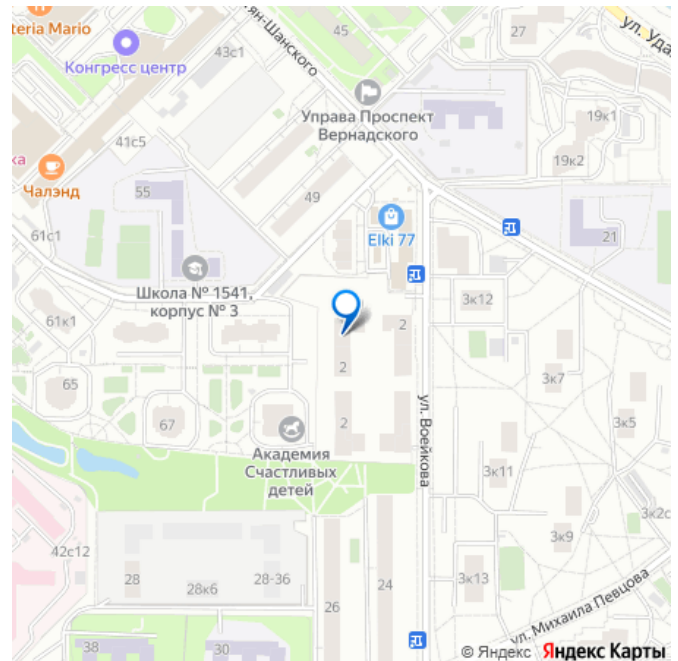 teria Mario
Конгресс центр
43с1
ян-Шанского
45
27
ул. Уда
Управа Проспект
Вернадского
19к1
19к2
41с5
ка
Чалэнд
55
49
61с1
Elki 77
21
Школа № 1541,
корпус № 3
3к12
61к1
2
2
3к7
65
67
2
ул. Воейкова
3к5
Академия
Счастливых
детей
3к11
3к2с
3к9
42с12
28
28к6
28-36
24
3к13
26
ул. Михаила Певцова
38
30
© Яндекс Яндекс Карты